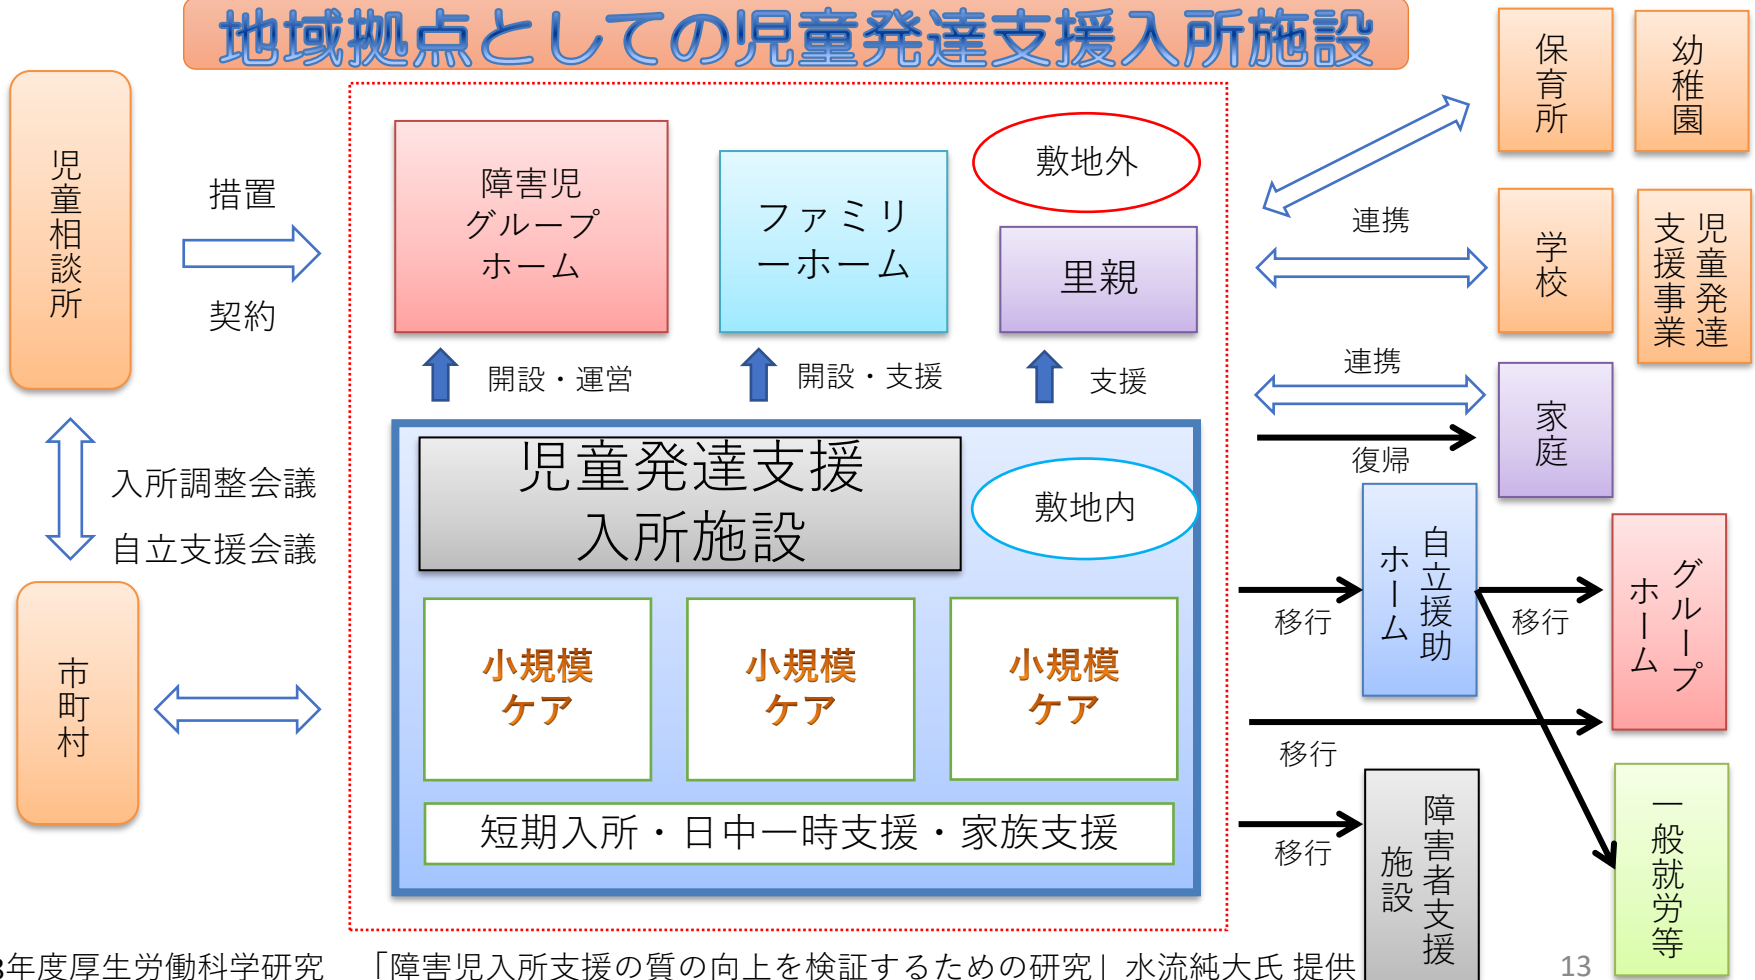 地域拠点としての児童発達支援入所施設
児童相談所
措置
契約
入所調整会議
自立支援会議
市町村
障害児
グループ
ホーム
ファミリ
ーホーム
敷地外
里親
開設・運営
開設・支援
支援
児童発達支援
入所施設
敷地内
小規模
ケア
小規模
ケア
小規模
ケア
短期入所・日中一時支援・家族支援
保育所
幼稚園
連携
学校
児童発達
支援事業
連携
復帰
家庭
移行
自立援助
ホーム
移行
グループ
ホーム
移行
移行
障害者支援
施設
一般就労等
3年度厚生労働科学研究 「障害児入所支援の質の向上を検証するための研究」水流純大氏 提供
13